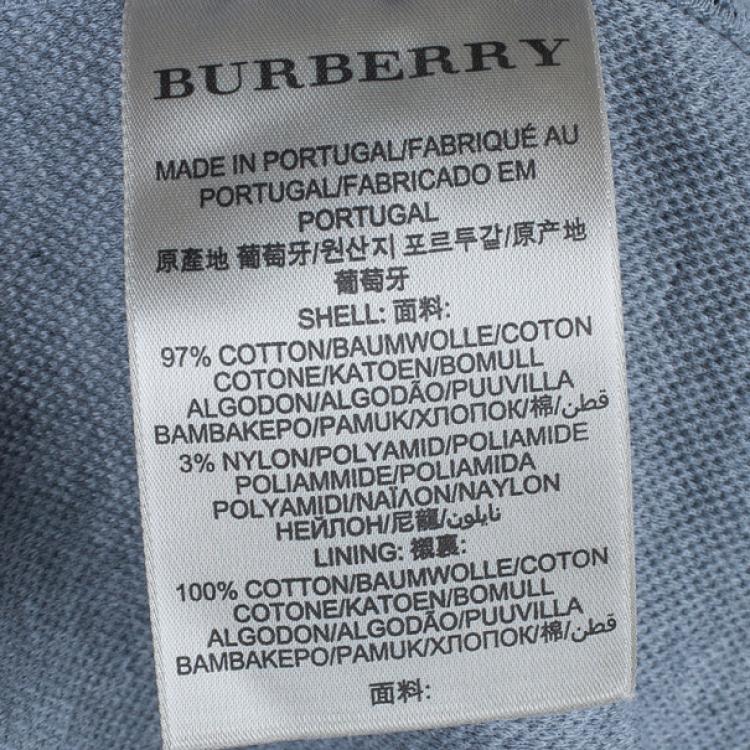 BURBERRY
MADE IN PORTUGAL/FABRIQUÉ AU
PORTUGAL/FABRICADO EM
PORTUGAL
原產地 葡萄牙/원산지 포르투갈/原产地
葡萄牙
SHELL: 面料:
97% COTTON/BAUMWOLLE/COTON
COTONE/KATOEN/BOMULL
ALGODON/ALGODÃO/PUUVILLA
BAMBAKEPO/PAMUK/ХЛОПОК/棉/قطن
3% NYLON/POLYAMID/POLIAMIDE
POLIAMMIDE/POLIAMIDA
POLYAMIDI/ΝΑΪΛΟΝ/NAYLON
НЕЙЛОН/尼龍/نايلون
LINING: 襯裏:
100% COTTON/BAUMWOLLE/COTON
COTONE/KATOEN/BOMULL
ALGODON/ALGODÃO/PUUVILLA
BAMBAKEPO/PAMUK/ХЛОПОК/棉/قطن
面料: